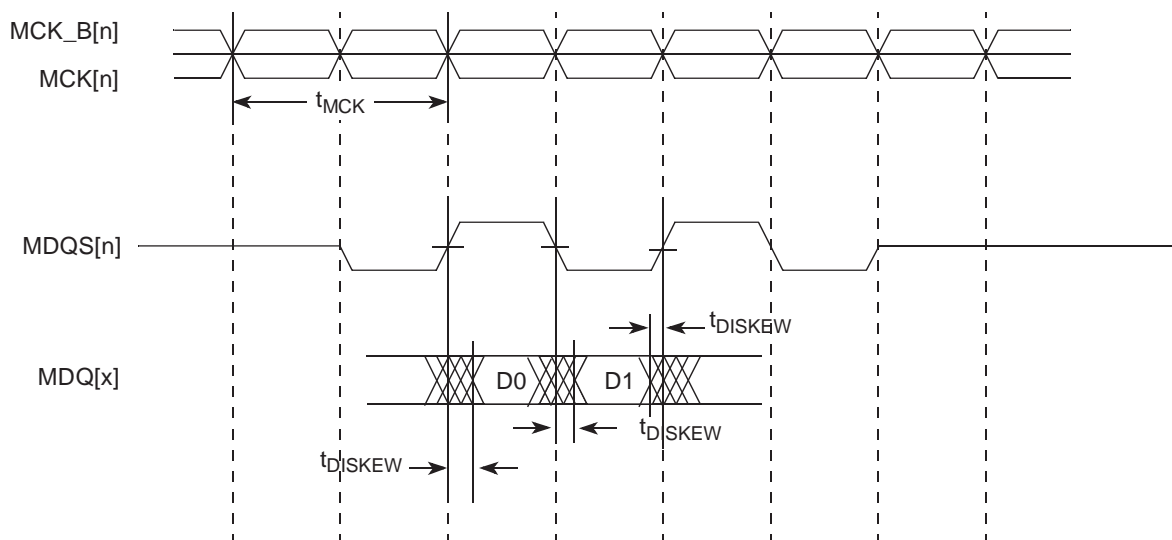 MCK_B[n]
MCK[n]
tMCK
MDQS[n]
tDISKEW
MDQ[x]
D0
D1
tDISKEW
tDISKEW